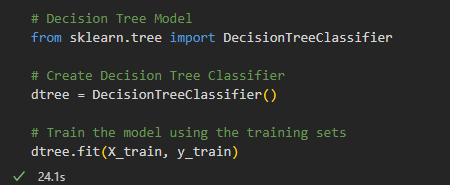 # Decision Tree Model
from sklearn.tree import DecisionTreeClassifier
# Create Decision Tree Classifier
dtree = DecisionTreeClassifier()
# Train the model using the training sets
dtree.fit(X_train, y_train)
24.1s